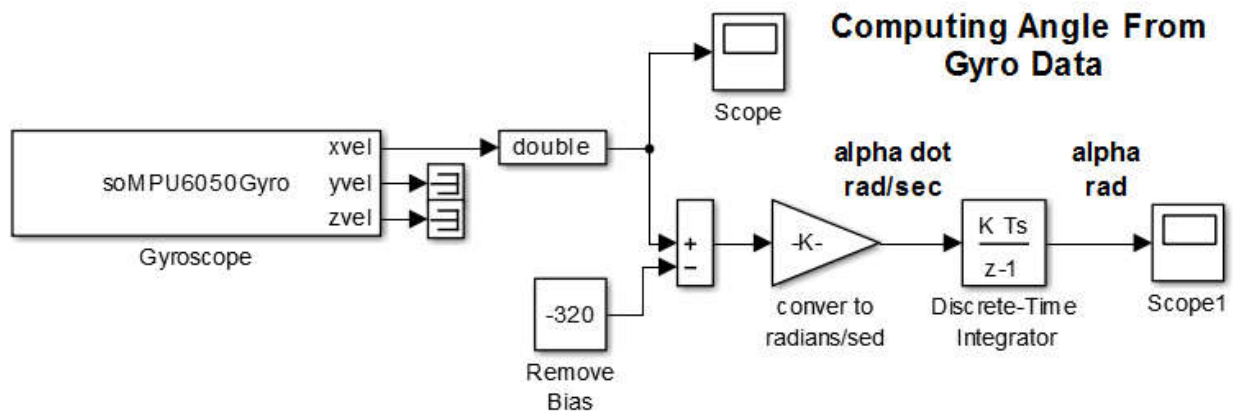 Computing Angle From
Gyro Data
Scope
xvel
soMPU6050Gyro
yvel
zvel
Gyroscope
double
alpha dot
rad/sec
alpha
rad
+
−
-K-
K Ts
z-1
-320
Remove
Bias
conver to
radians/sed
Discrete-Time
Integrator
Scope1